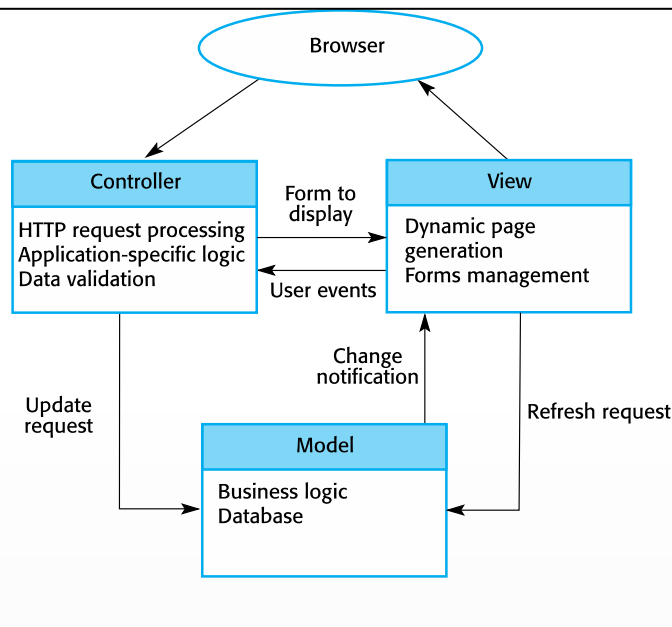 Browser
Controller
HTTP request processing
Application-specific logic
Data validation
Form to
display
User events
View
Dynamic page
generation
Forms management
Update
request
Change
notification
Refresh request
Model
Business logic
Database